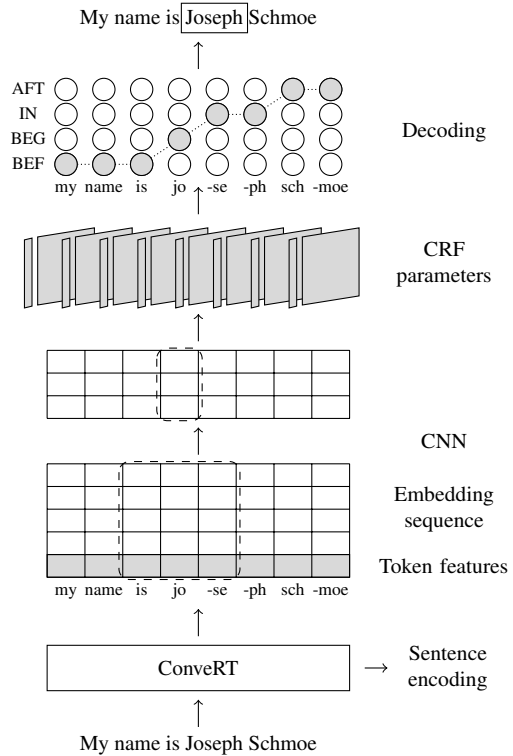 My name is Joseph Schmoe
AFT
IN
BEG
BEF
my name is jo -se -ph sch -moe
Decoding
CRF
parameters
CNN
Embedding
sequence
Token features
my name is jo -se -ph sch -moe
ConveRT
Sentence
encoding
My name is Joseph Schmoe